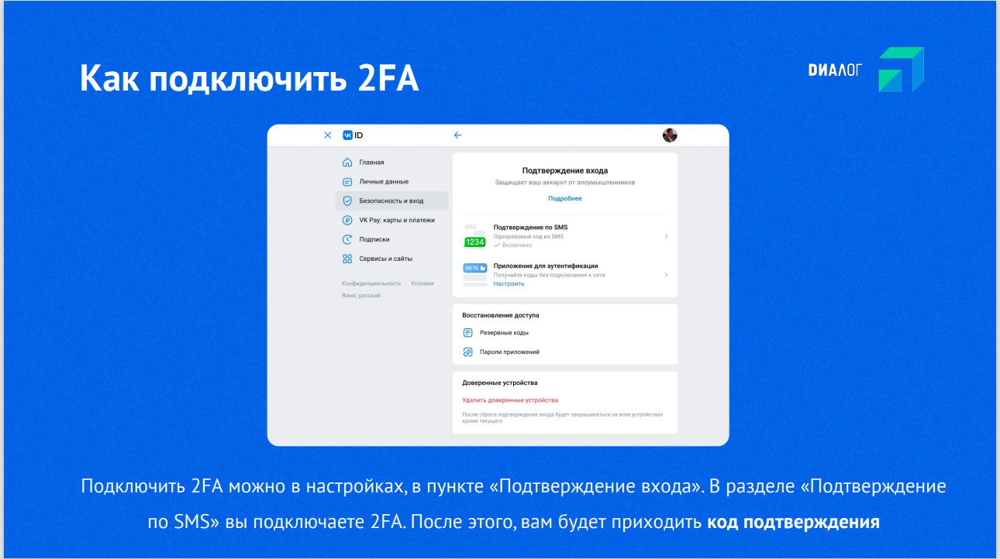 Как подключить 2FA
DИАЛОГ
VK ID
Главная
Личные данные
Безопасность и вход
VK Pay: карты и платежи
Подписки
Сервисы и сайты
Конфиденциальность Условия
Язык: русский
Подтверждение входа
Защищает ваш аккаунт от злоумышленников
Подробнее
1234
Подтверждение по SMS
Одноразовый код из SMS
Включено
9876
Приложение для аутентификации
Получайте коды без подключения к сети
Настроить
Восстановление доступа
Резервные коды
Пароли приложений
Доверенные устройства
Удалить доверенные устройства
После сброса подтверждение входа будет запрашиваться на всех устройствах
кроме текущего
Подключить 2FA можно в настройках, в пункте «Подтверждение входа». В разделе «Подтверждение
по SMS» вы подключаете 2FA. После этого, вам будет приходить код подтверждения